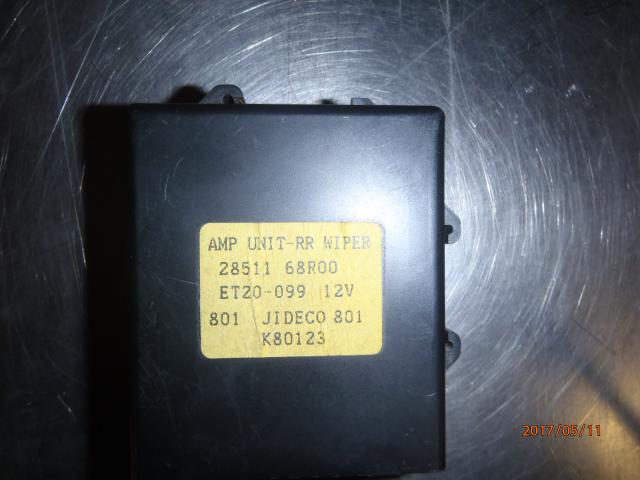 AMP UNIT-RR WIPER
28511 68R00
ET20-099 12V
801 JIDECO 801
K80123
2017/05/11